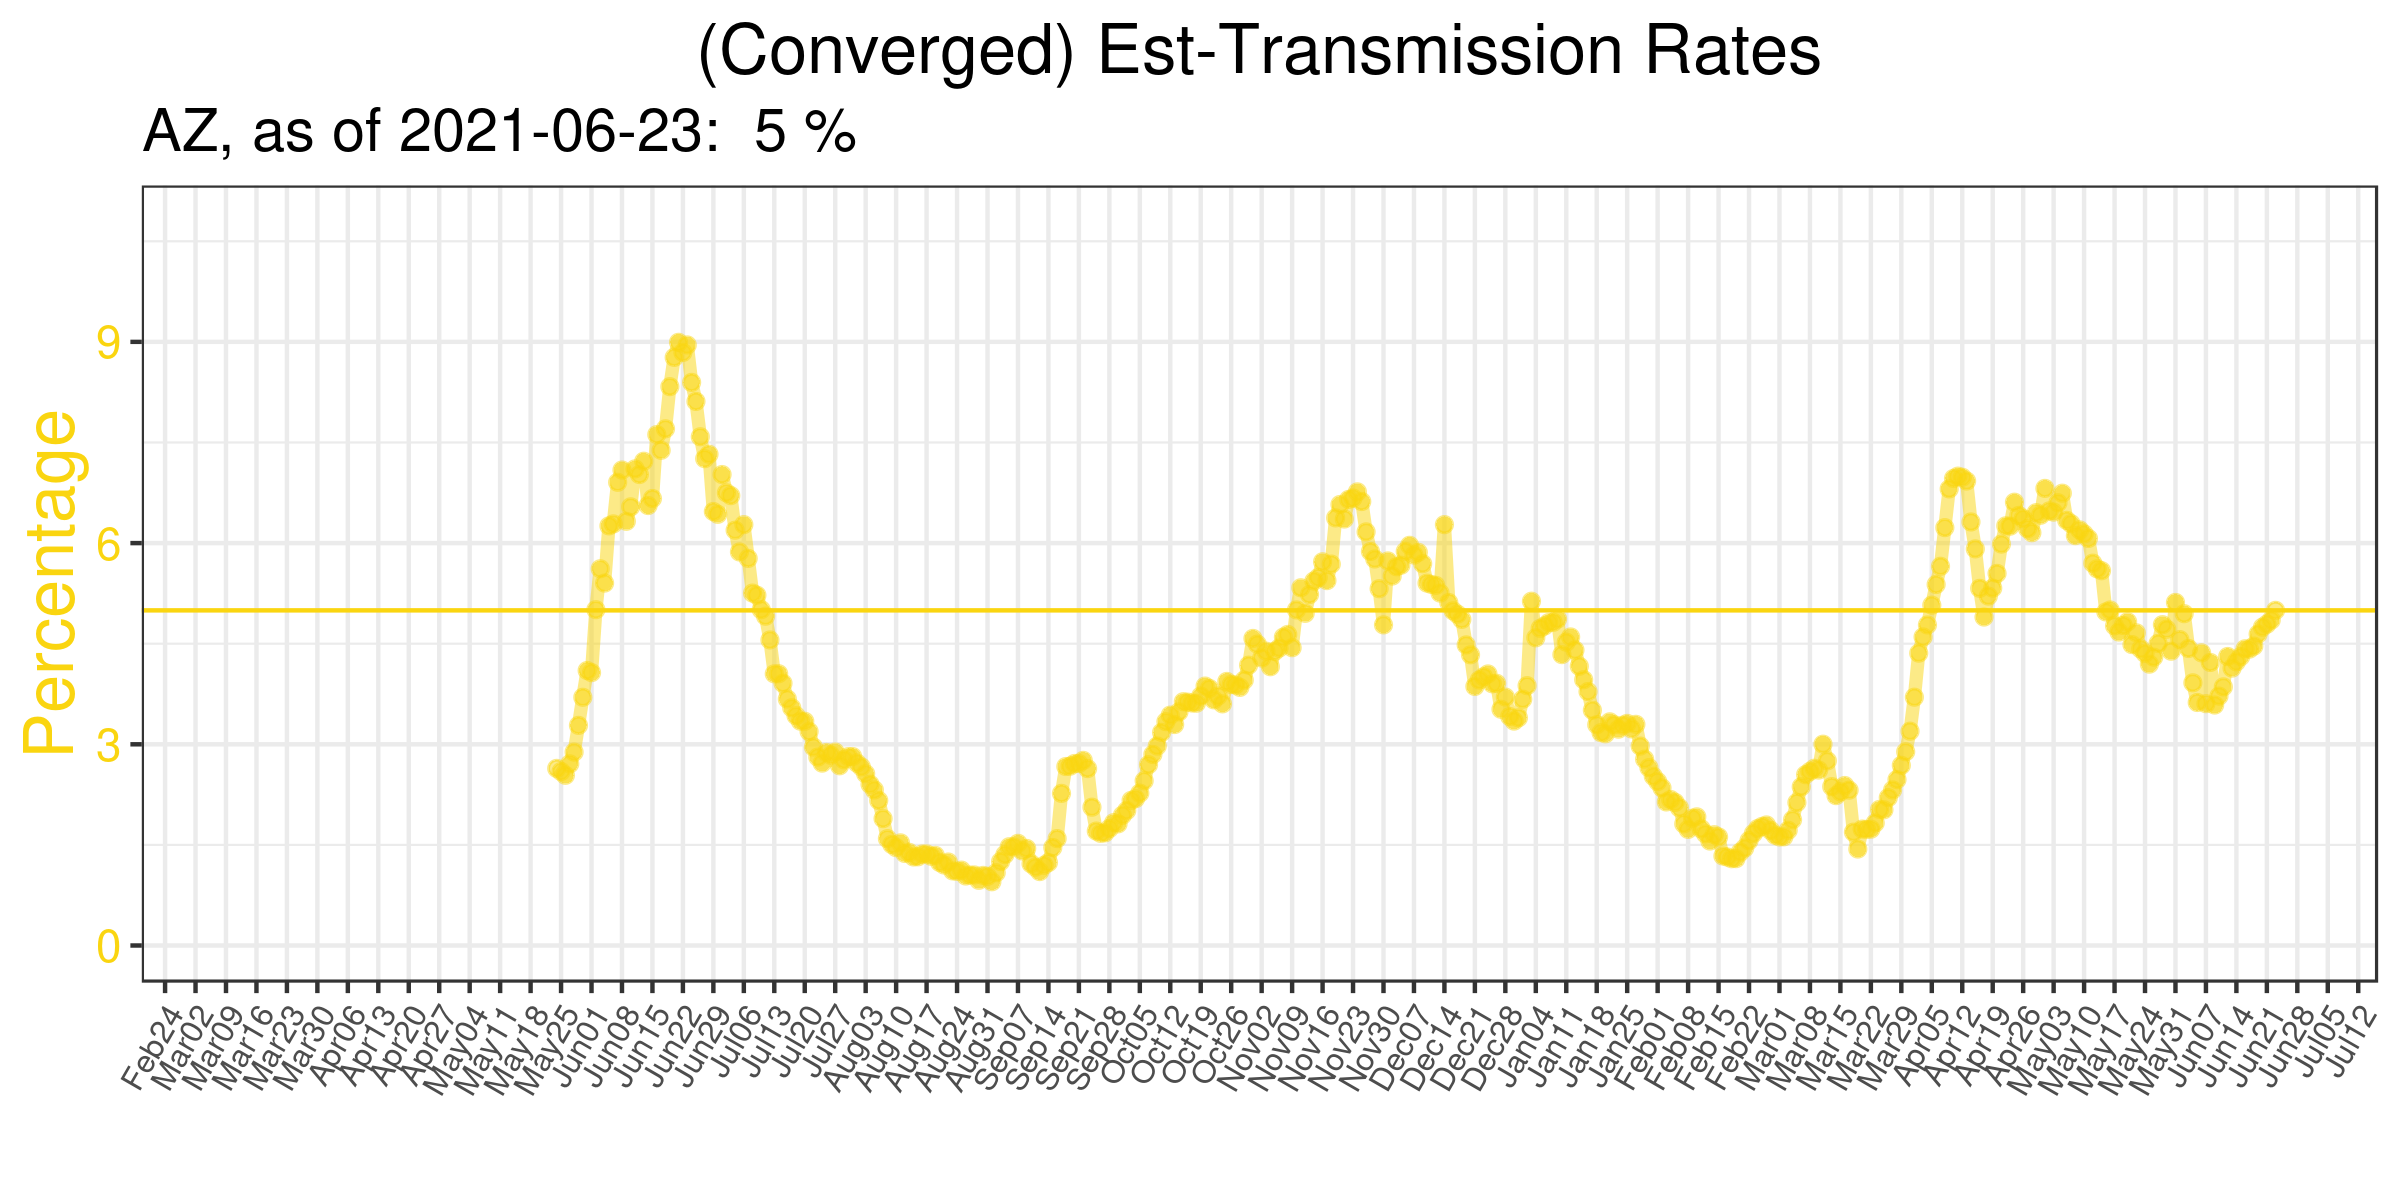 (Converged) Est-Transmission Rates
AZ, as of 2021-06-23:  5 %
Percentage
9
6
3
0
Feb24
Mar02
Mar09
Mar16
Mar23
Mar30
Apr06
Apr13
Apr20
Apr27
May04
May11
May18
May25
Jun01
Jun08
Jun15
Jun22
Jun29
Jul06
Jul13
Jul20
Jul27
Aug03
Aug10
Aug17
Aug24
Aug31
Sep07
Sep14
Sep21
Sep28
Oct05
Oct12
Oct19
Oct26
Nov02
Nov09
Nov16
Nov23
Nov30
Dec07
Dec14
Dec21
Dec28
Jan04
Jan11
Jan18
Jan25
Feb01
Feb08
Feb15
Feb22
Mar01
Mar08
Mar15
Mar22
Mar29
Apr05
Apr12
Apr19
Apr26
May03
May10
May17
May24
May31
Jun07
Jun14
Jun21
Jun28
Jul05
Jul12